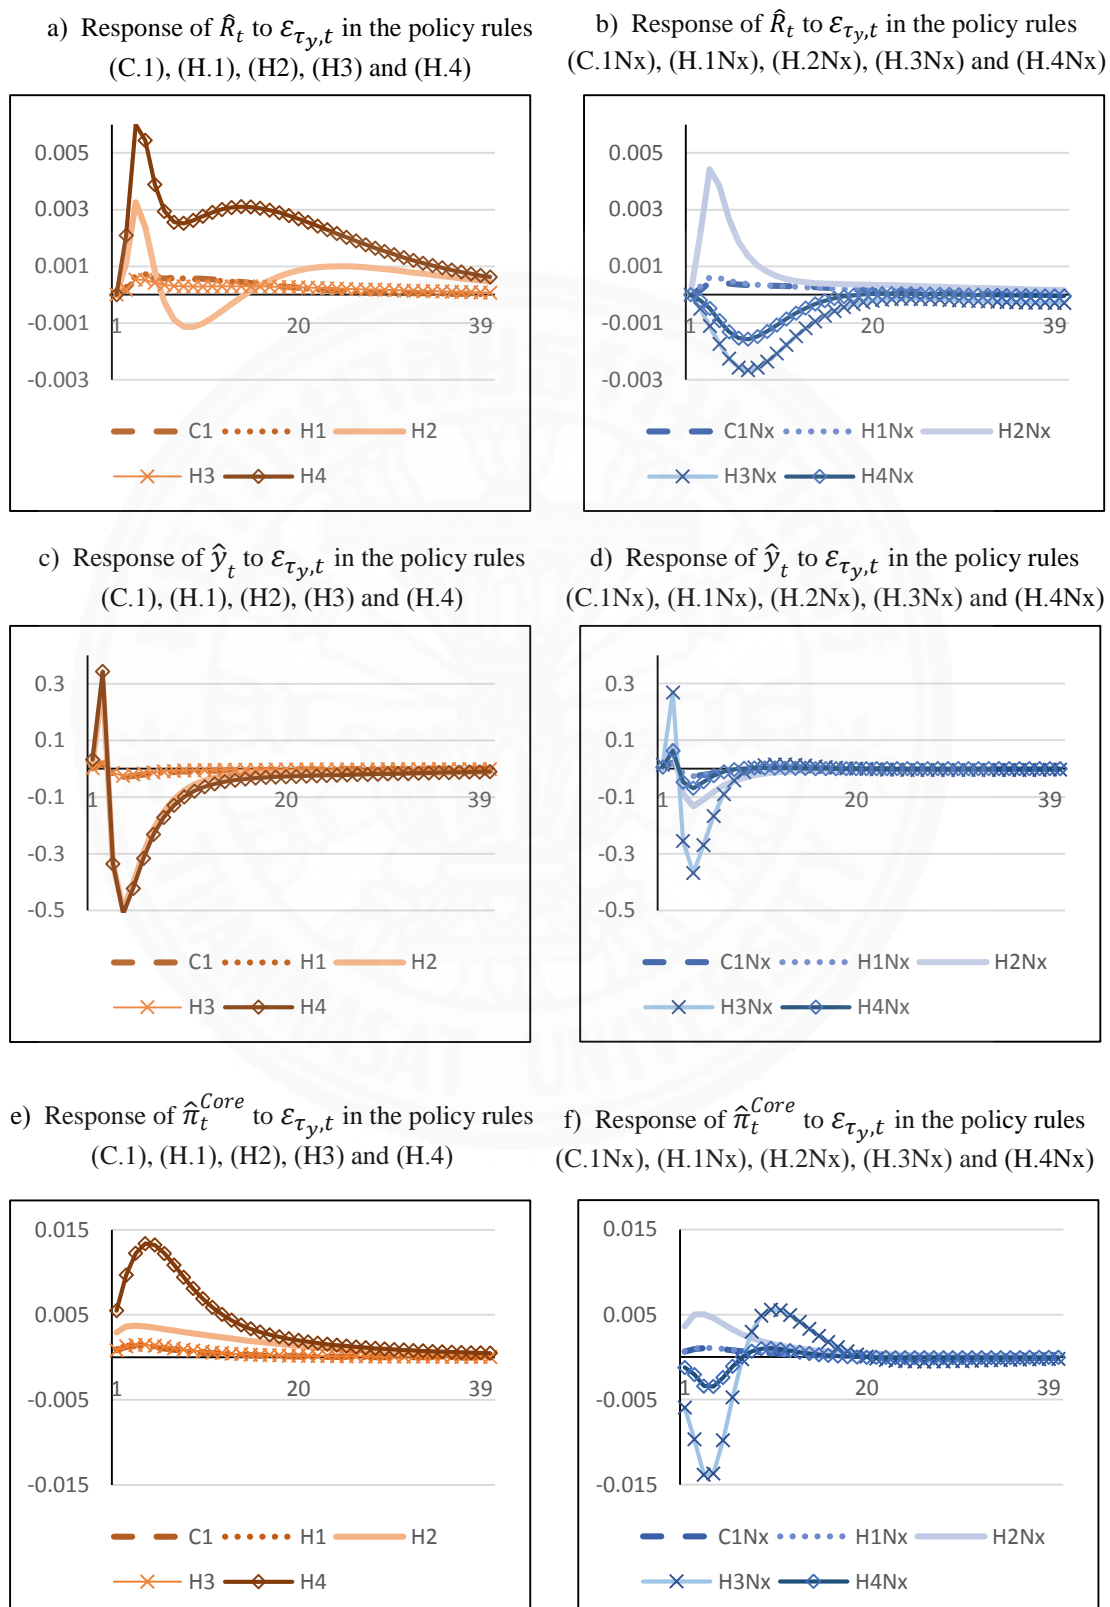 a) Response of R̂ₜ to ε_τy,t in the policy rules
(C.1), (H.1), (H2), (H3) and (H.4)
b) Response of R̂ₜ to ε_τy,t in the policy rules
(C.1Nx), (H.1Nx), (H.2Nx), (H.3Nx) and (H.4Nx)
0.005
0.003
0.001
-0.001
-0.003
1 20 39
C1 H1 H2
H3 H4
0.005
0.003
0.001
-0.001
-0.003
1 20 39
C1Nx H1Nx H2Nx
H3Nx H4Nx
c) Response of ŷₜ to ε_τy,t in the policy rules
(C.1), (H.1), (H2), (H3) and (H.4)
d) Response of ŷₜ to ε_τy,t in the policy rules
(C.1Nx), (H.1Nx), (H.2Nx), (H.3Nx) and (H.4Nx)
0.3
0.1
-0.1
-0.3
-0.5
1 20 39
C1 H1 H2
H3 H4
0.3
0.1
-0.1
-0.3
-0.5
1 20 39
C1Nx H1Nx H2Nx
H3Nx H4Nx
e) Response of π̂ₜ^Core to ε_τy,t in the policy rules
(C.1), (H.1), (H2), (H3) and (H.4)
f) Response of π̂ₜ^Core to ε_τy,t in the policy rules
(C.1Nx), (H.1Nx), (H.2Nx), (H.3Nx) and (H.4Nx)
0.015
0.005
-0.005
-0.015
1 20 39
C1 H1 H2
H3 H4
0.015
0.005
-0.005
-0.015
1 20 39
C1Nx H1Nx H2Nx
H3Nx H4Nx